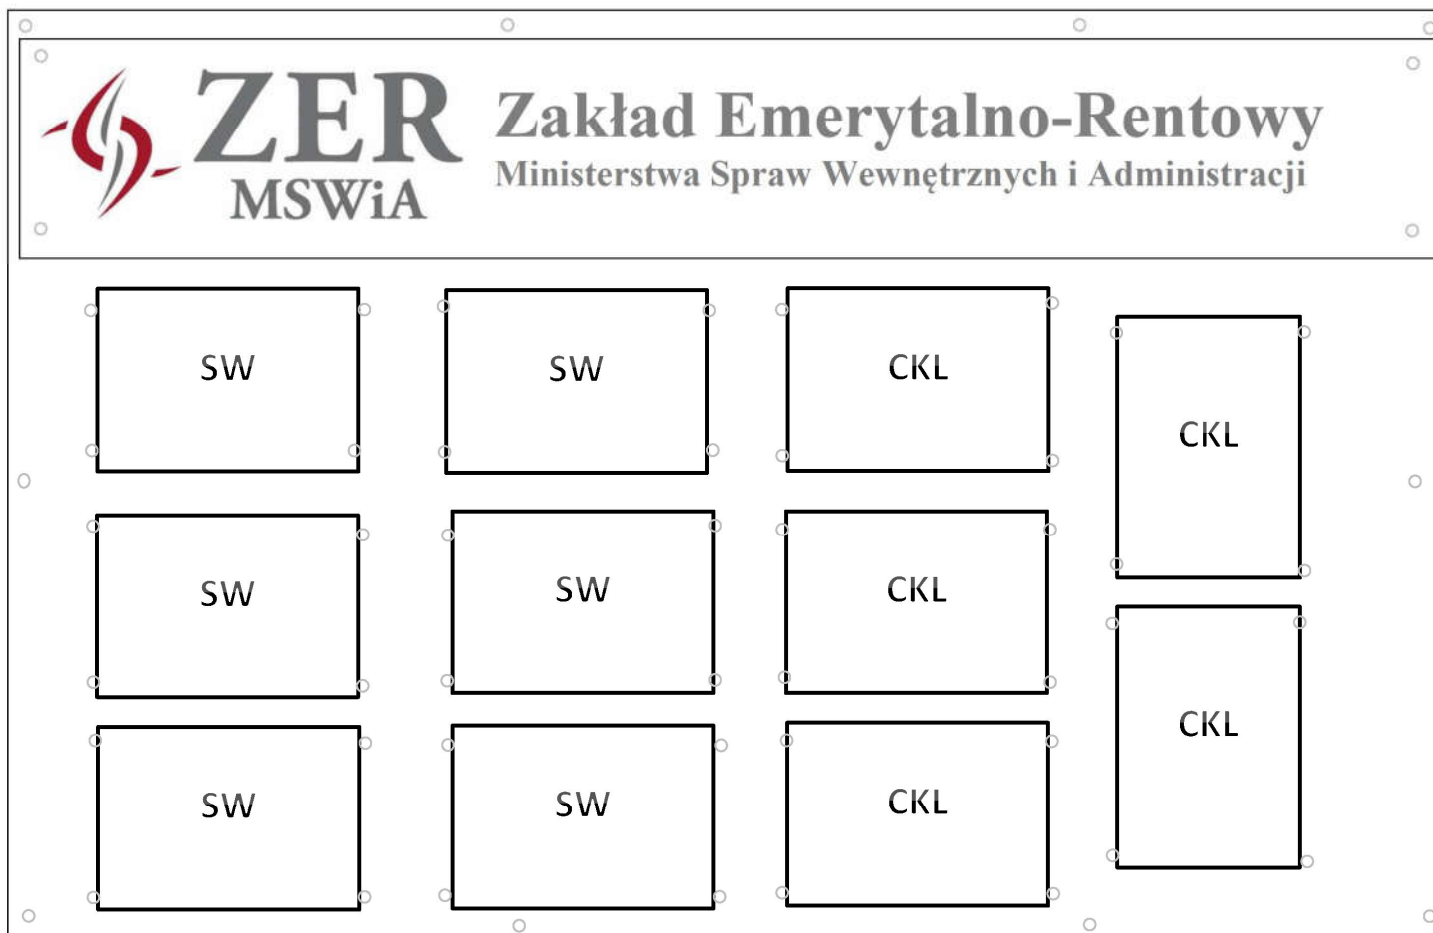 ZER
MSWiA
Zakład Emerytalno-Rentowy
Ministerstwa Spraw Wewnętrznych i Administracji
SW
SW
CKL
CKL
SW
SW
CKL
CKL
SW
SW
CKL